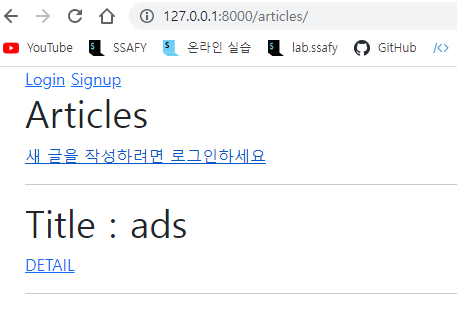 127.0.0.1:8000/articles/
YouTube SSAFY 온라인 실습 lab.ssafy GitHub
Login Signup
Articles
새 글을 작성하려면 로그인하세요
Title : ads
DETAIL